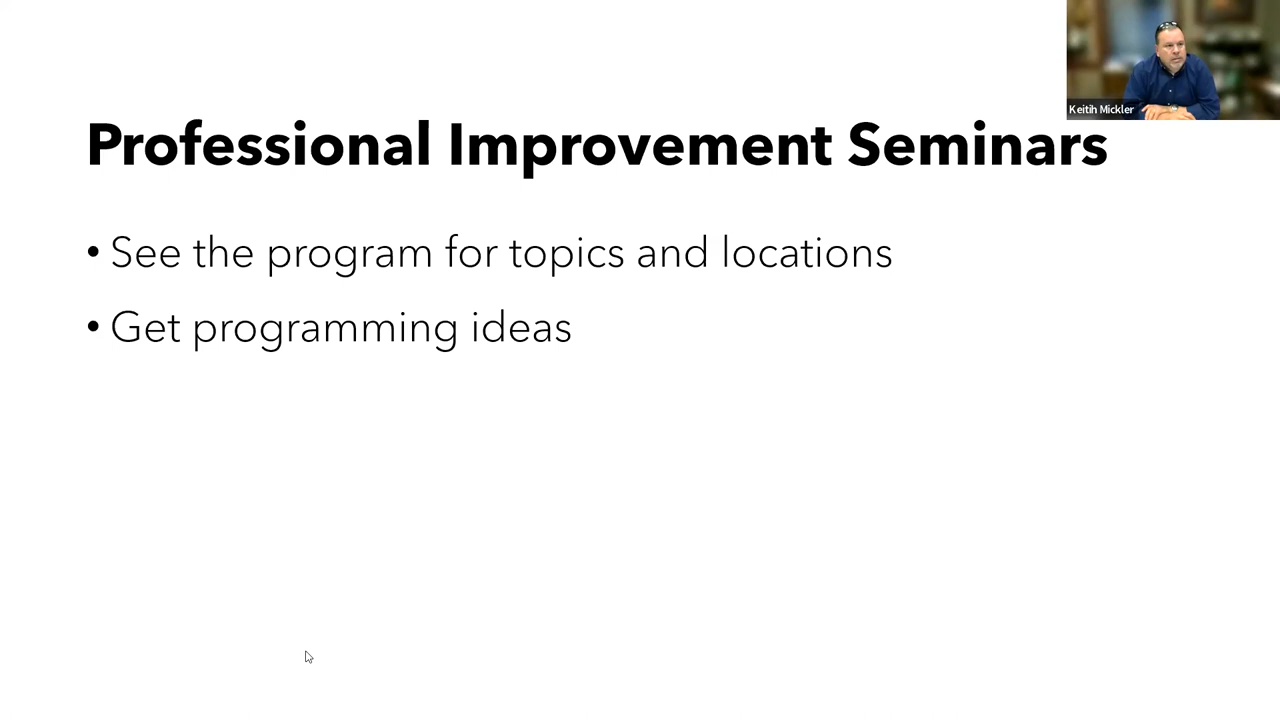 Keitih Mickler
Professional Improvement Seminars
• See the program for topics and locations
• Get programming ideas